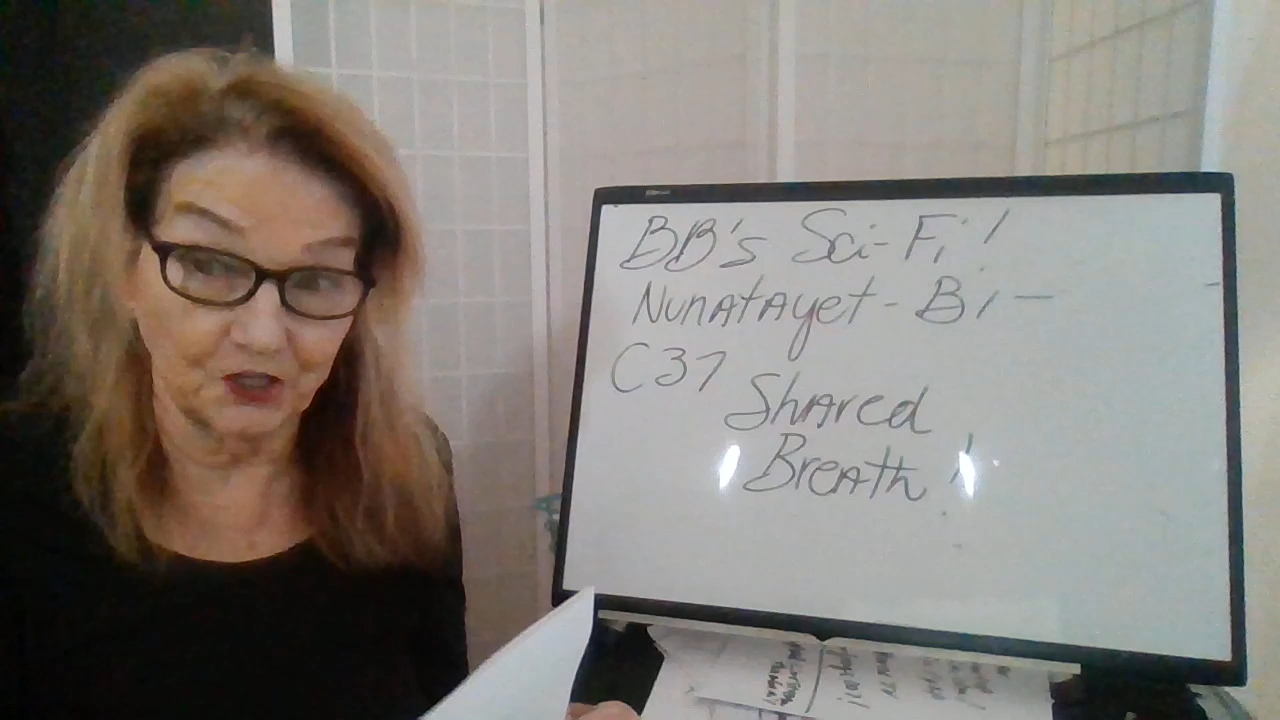 BB's Sci-Fi!
Nunatayet - Bi -
C37
Shared
Breath!